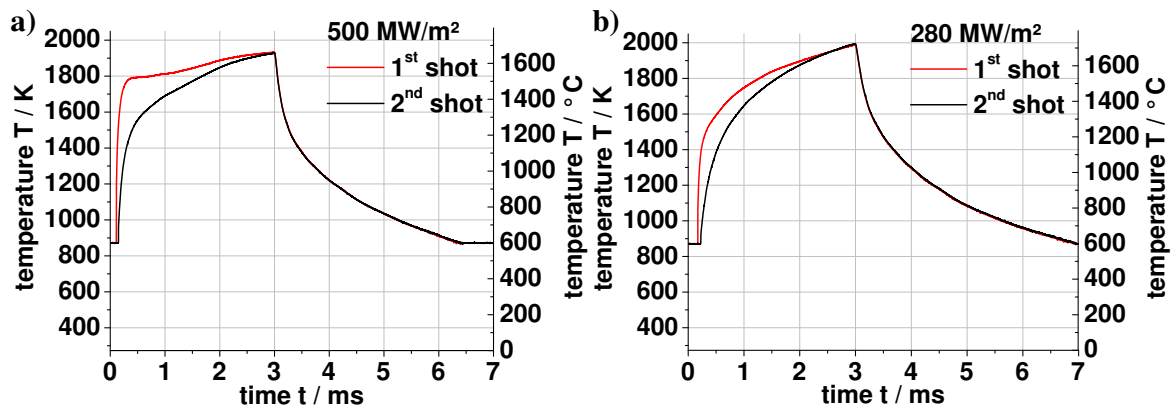 a)
500 MW/m²
1st shot
2nd shot
temperature T / K
2000
1800
1600
1400
1200
1000
800
600
400
temperature T / °C
1600
1400
1200
1000
800
600
400
200
0
0 1 2 3 4 5 6 7
time t / ms
b)
280 MW/m²
1st shot
2nd shot
temperature T / K
2000
1800
1600
1400
1200
1000
800
600
400
temperature T / °C
1600
1400
1200
1000
800
600
400
200
0
0 1 2 3 4 5 6 7
time t / ms